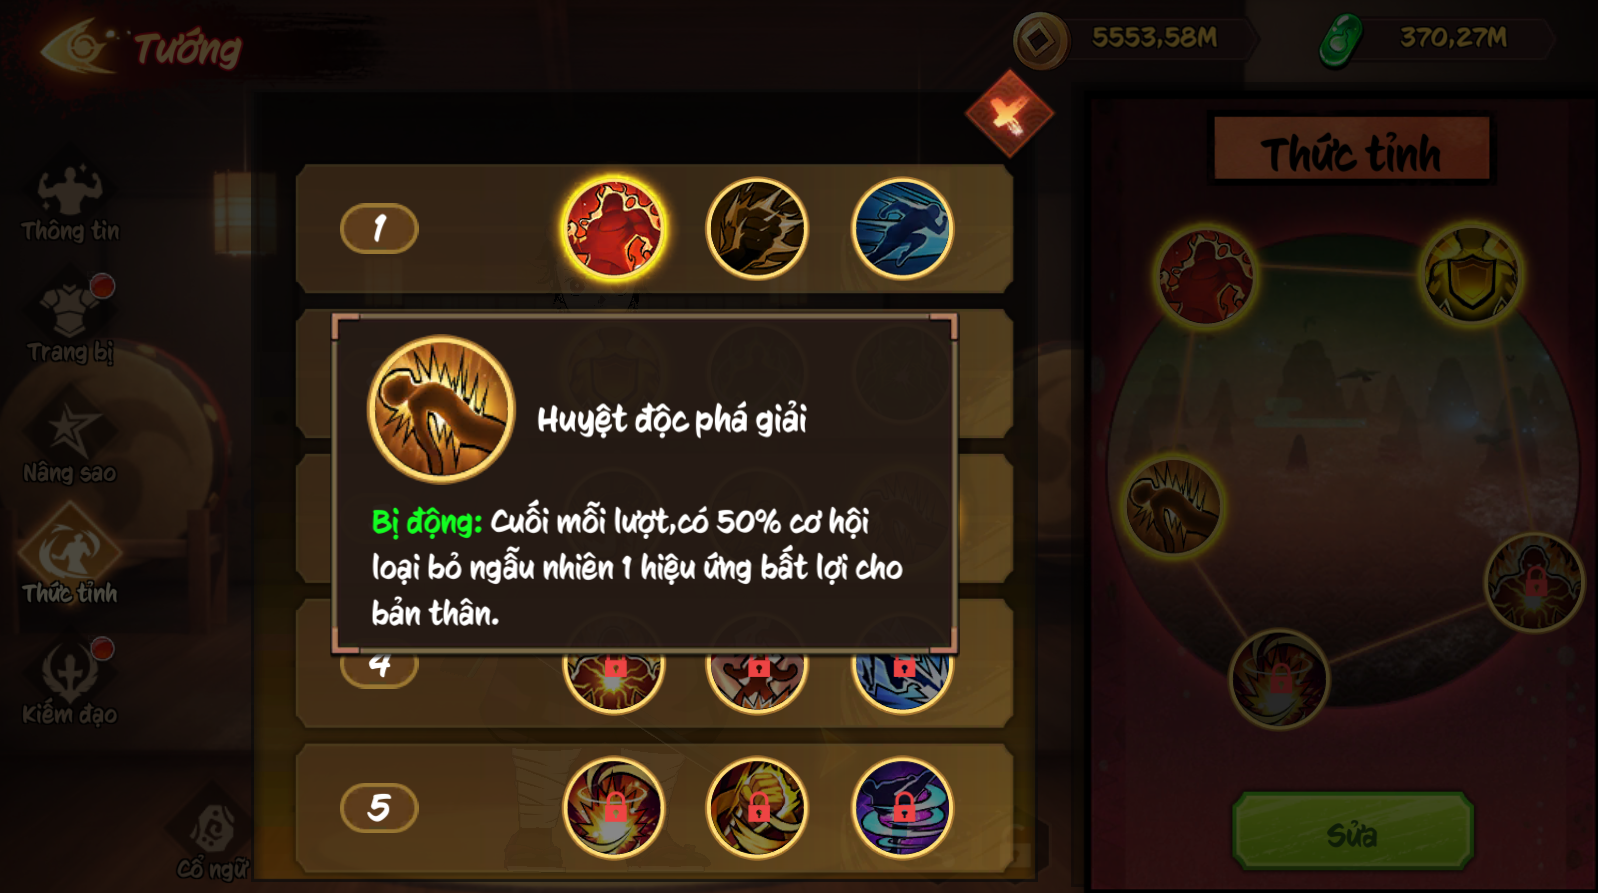 Tướng
5553,58M
370,27M
Thông tin
Trang bị
Nâng sao
Thức tỉnh
Kiếm đạo
Cổ ngữ
1
Huyệt độc phá giải
Bị động: Cuối mỗi lượt,có 50% cơ hội
loại bỏ ngẫu nhiên 1 hiệu ứng bất lợi cho
bản thân.
4
5
Thức tỉnh
Sửa